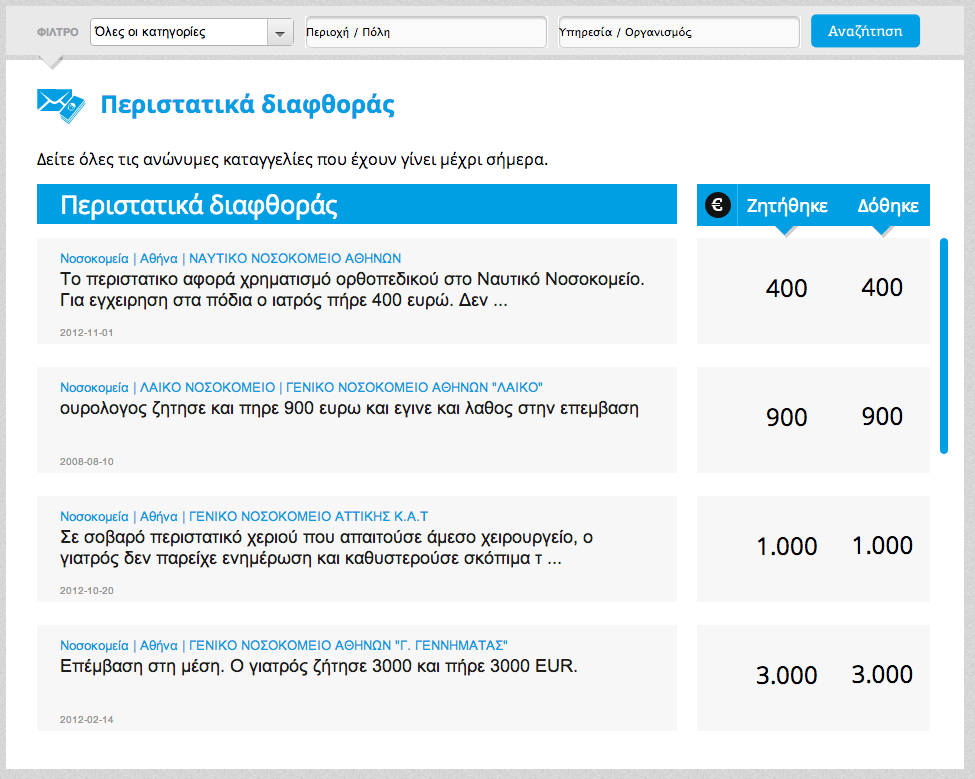 ΦΙΛΤΡΟ Όλες οι κατηγορίες Περιοχή / Πόλη Υπηρεσία / Οργανισμός Αναζήτηση
Περιστατικά διαφθοράς
Δείτε όλες τις ανώνυμες καταγγελίες που έχουν γίνει μέχρι σήμερα.
Περιστατικά διαφθοράς € Ζητήθηκε Δόθηκε
Νοσοκομεία | Αθήνα | ΝΑΥΤΙΚΟ ΝΟΣΟΚΟΜΕΙΟ ΑΘΗΝΩΝ
Το περιστατικο αφορά χρηματισμό ορθοπεδικού στο Ναυτικό Νοσοκομείο.
Για εγχειρηση στα πόδια ο ιατρός πήρε 400 ευρώ. Δεν ...
400 400
2012-11-01
Νοσοκομεία | ΛΑΙΚΟ ΝΟΣΟΚΟΜΕΙΟ | ΓΕΝΙΚΟ ΝΟΣΟΚΟΜΕΙΟ ΑΘΗΝΩΝ "ΛΑΙΚΟ"
ουρολογος ζητησε και πηρε 900 ευρω και εγινε και λαθος στην επεμβαση
900 900
2008-08-10
Νοσοκομεία | Αθήνα | ΓΕΝΙΚΟ ΝΟΣΟΚΟΜΕΙΟ ΑΤΤΙΚΗΣ Κ.Α.Τ
Σε σοβαρό περιστατικό χεριού που απαιτούσε άμεσο χειρουργείο, ο
γιατρός δεν παρείχε ενημέρωση και καθυστερούσε σκόπιμα τ ...
1.000 1.000
2012-10-20
Νοσοκομεία | Αθήνα | ΓΕΝΙΚΟ ΝΟΣΟΚΟΜΕΙΟ ΑΘΗΝΩΝ "Γ. ΓΕΝΝΗΜΑΤΑΣ"
Επέμβαση στη μέση. Ο γιατρός ζήτησε 3000 και πήρε 3000 EUR.
3.000 3.000
2012-02-14